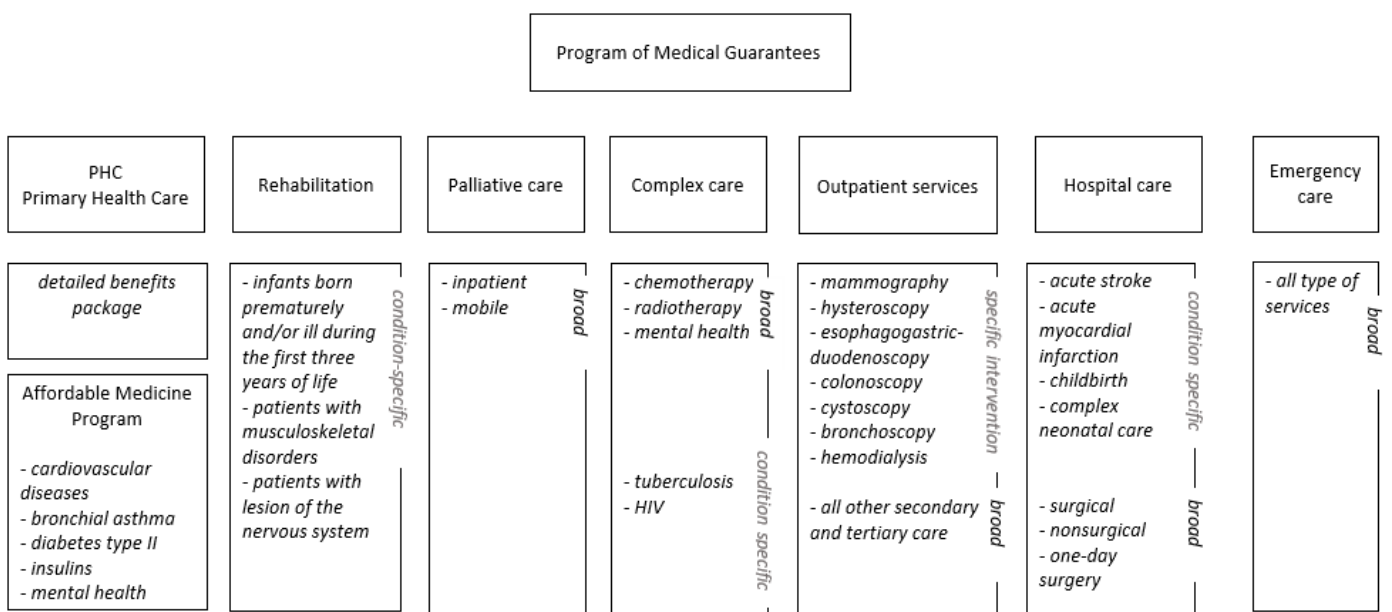 Program of Medical Guarantees
PHC
Primary Health Care
Rehabilitation
Palliative care
Complex care
Outpatient services
Hospital care
Emergency
care
detailed benefits
package
Affordable Medicine
Program
- cardiovascular
diseases
- bronchial asthma
- diabetes type II
- insulins
- mental health
- infants born
prematurely
and/or ill during
the first three
years of life
- patients with
musculoskeletal
disorders
- patients with
lesion of the
nervous system
condition-specific
- inpatient
- mobile
broad
- chemotherapy
- radiotherapy
- mental health
broad
- tuberculosis
- HIV
condition specific
- mammography
- hysteroscopy
- esophagogastric-
duodenoscopy
- colonoscopy
- cystoscopy
- bronchoscopy
- hemodialysis
specific intervention
- all other secondary
and tertiary care
broad
- acute stroke
- acute
myocardial
infarction
- childbirth
- complex
neonatal care
condition specific
- surgical
- nonsurgical
- one-day
surgery
broad
- all type of
services
broad